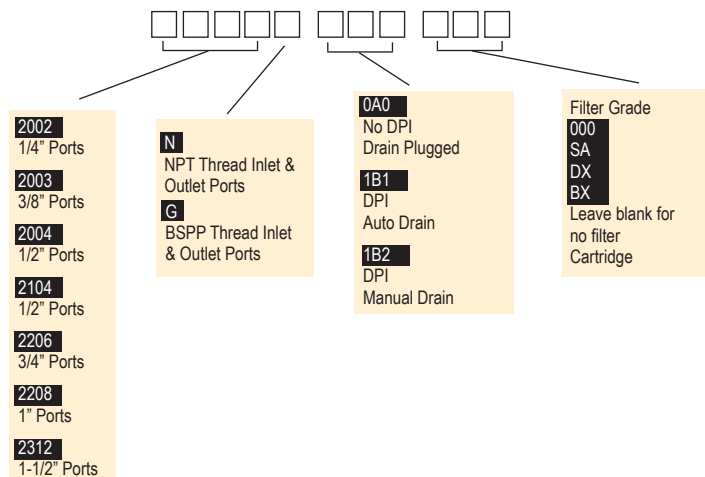 2002
1/4” Ports
2003
3/8” Ports
2004
1/2” Ports
2104
1/2” Ports
2206
3/4” Ports
2208
1” Ports
2312
1-1/2” Ports
N
NPT Thread Inlet &
Outlet Ports
G
BSPP Thread Inlet
& Outlet Ports
0A0
No DPI
Drain Plugged
1B1
DPI
Auto Drain
1B2
DPI
Manual Drain
Filter Grade
000
SA
DX
BX
Leave blank for
no filter
Cartridge